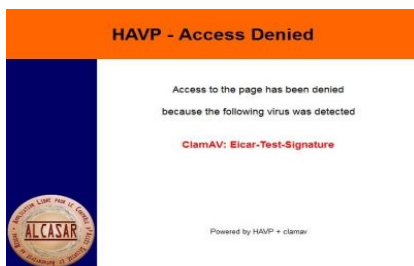 HAVP - Access Denied
Access to the page has been denied
because the following virus was detected
ClamAV: Eicar-Test-Signature
ALCASAR
Powered by HAVP + clamav